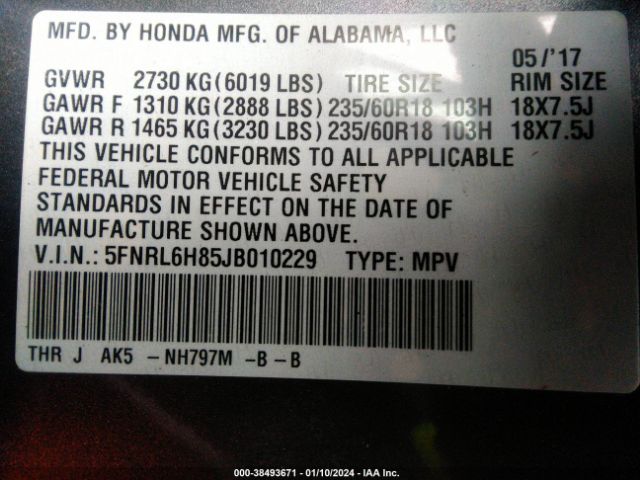 MFD. BY HONDA MFG. OF ALABAMA, LLC
05/'17
GVWR 2730 KG(6019 LBS) TIRE SIZE RIM SIZE
GAWR F 1310 KG(2888 LBS) 235/60R18 103H 18X7.5J
GAWR R 1465 KG(3230 LBS) 235/60R18 103H 18X7.5J
THIS VEHICLE CONFORMS TO ALL APPLICABLE
FEDERAL MOTOR VEHICLE SAFETY
STANDARDS IN EFFECT ON THE DATE OF
MANUFACTURE SHOWN ABOVE.
V.I.N.: 5FNRL6H85JB010229 TYPE: MPV
THR J AK5 - NH797M -B - B
000-38493671 - 01/10/2024 - IAA Inc.